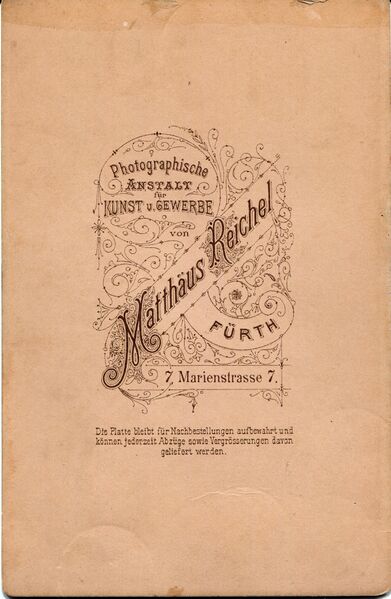 Photographische
ANSTALT
für
KUNST u. GEWERBE
von
Matthäus Reichel
FÜRTH
7, Marienstrasse 7.
Die Platte bleibt für Nachbestellungen aufbewahrt und
können jederzeit Abzüge sowie Vergrösserungen davon
geliefert werden.